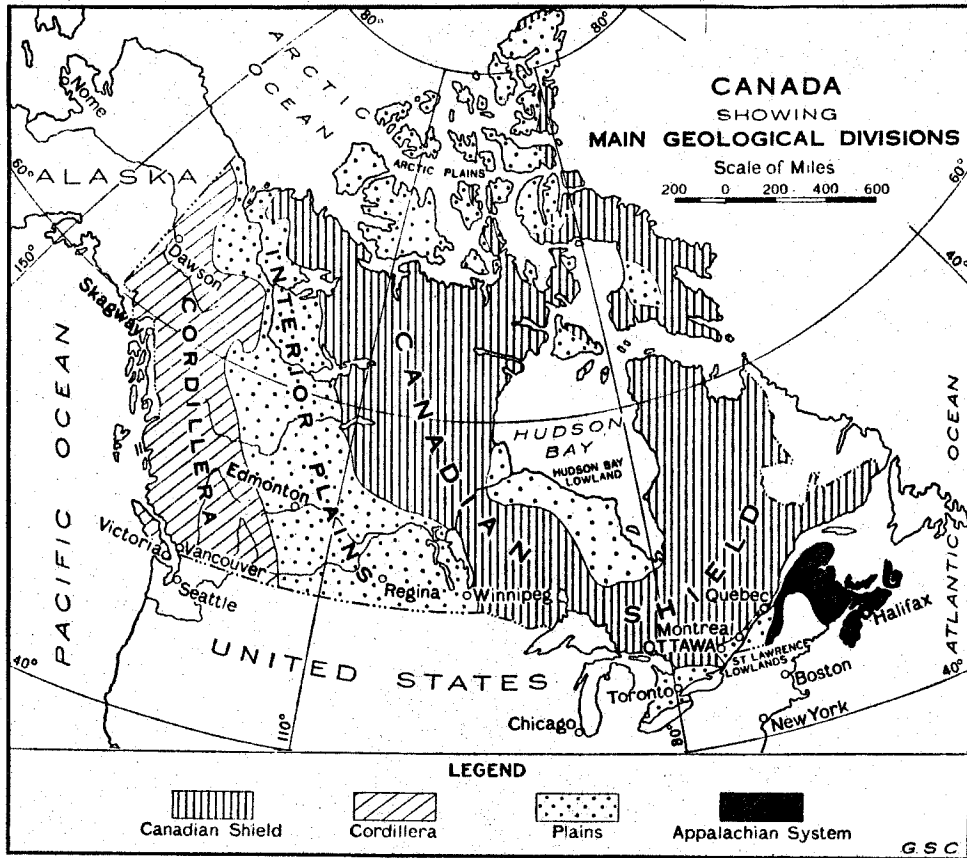 CANADA
SHOWING
MAIN GEOLOGICAL DIVISIONS
Scale of Miles
200 0 200 400 600
80°
80°
60°
60°
150°
40°
40°
40°
110°
80°
ARCTIC
OCEAN
Nome
ALASKA
ARCTIC PLAINS
Dawson
Skagway
CORDILLERA
INTERIOR PLAINS
CANADIAN SHIELD
HUDSON
BAY
HUDSON BAY
LOWLAND
PACIFIC OCEAN
ATLANTIC OCEAN
Edmonton
Victoria
Vancouver
Seattle
Regina
Winnipeg
Quebec
Montreal
OTTAWA
ST LAWRENCE
LOWLANDS
Halifax
Boston
Toronto
New York
Chicago
UNITED STATES
LEGEND
Canadian Shield
Cordillera
Plains
Appalachian System
G S C